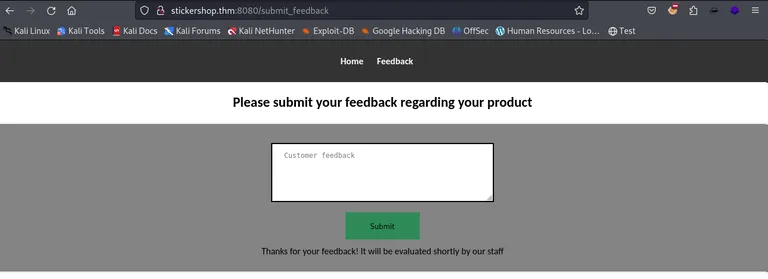 stickershop.thm:8080/submit_feedback
Kali Linux Kali Tools Kali Docs Kali Forums Kali NetHunter Exploit-DB Google Hacking DB OffSec Human Resources - Lo… Test
Home Feedback
Please submit your feedback regarding your product
Customer feedback
Submit
Thanks for your feedback! It will be evaluated shortly by our staff